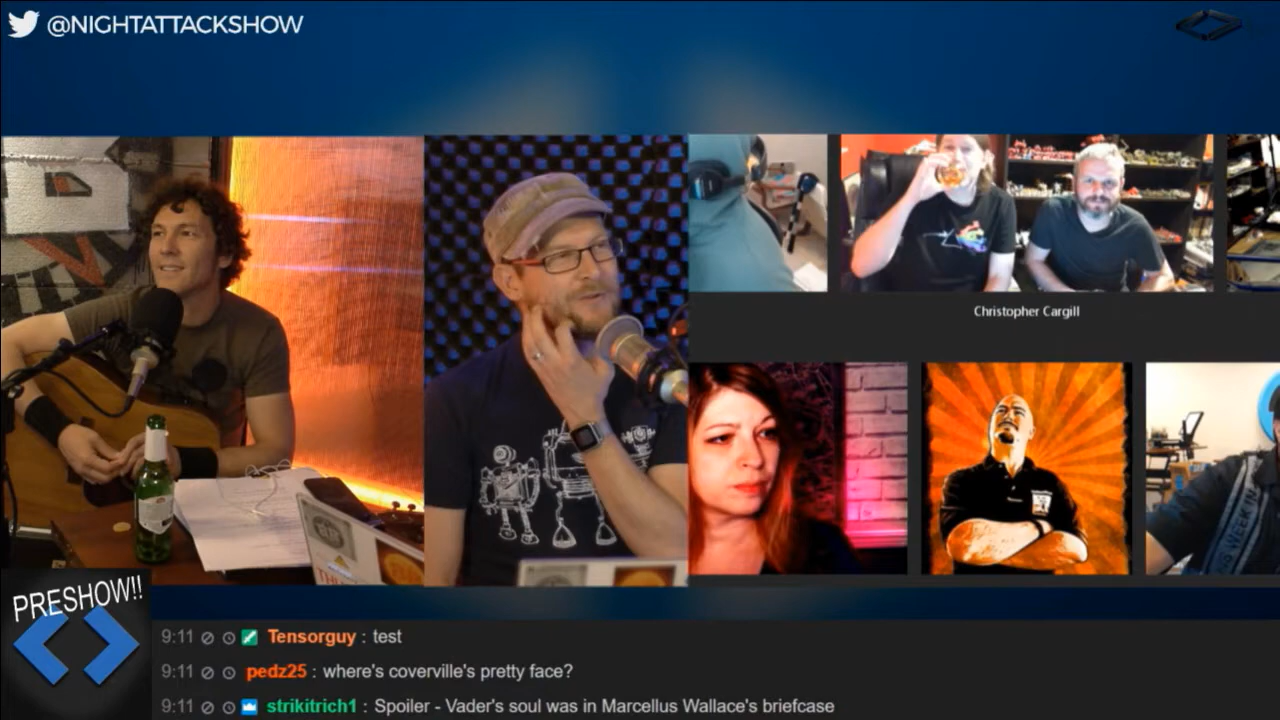 @NIGHTATTACKSHOW
Christopher Cargill
PRESHOW!!
9:11 Tensorguy : test
9:11 pedz25 : where's coverville's pretty face?
9:11 strikitrich1 : Spoiler - Vader's soul was in Marcellus Wallace's briefcase